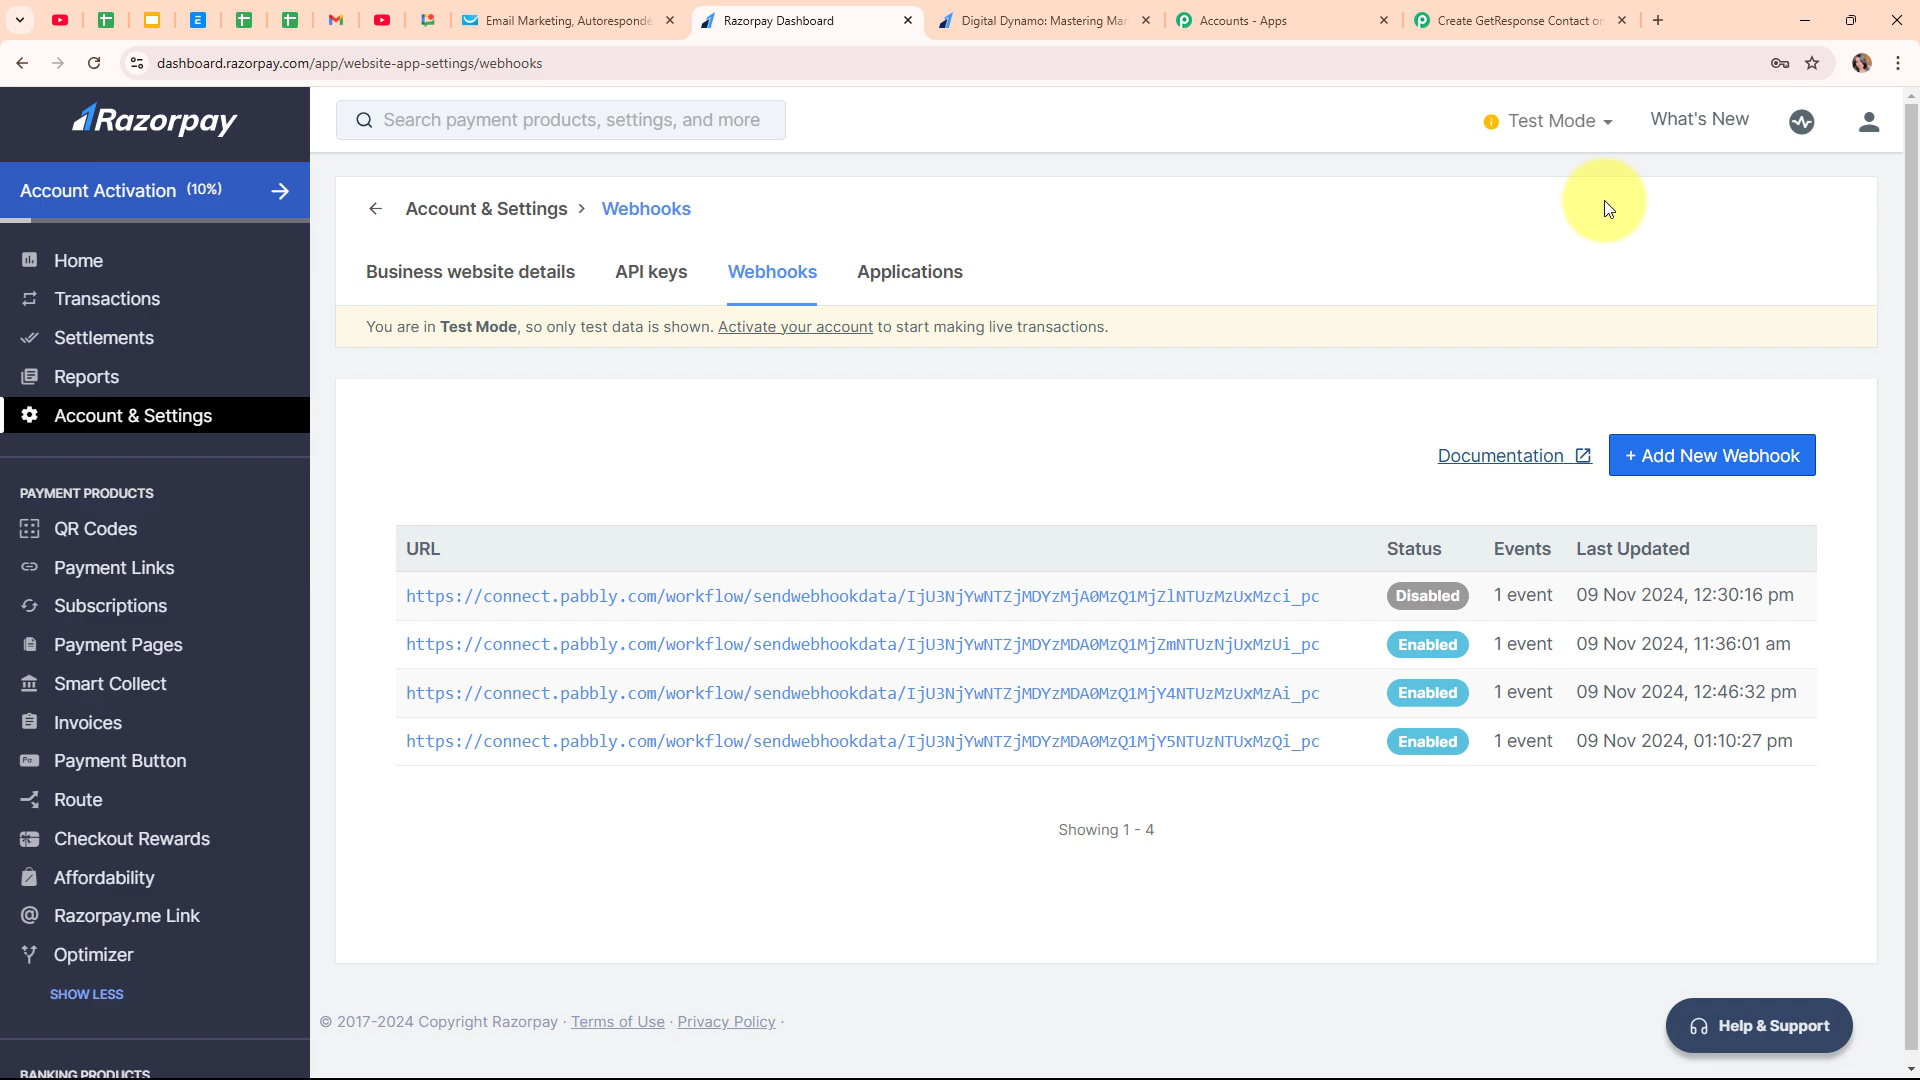 Email Marketing, Autoresponde
Razorpay Dashboard
Digital Dynamo: Mastering Mar
Accounts - Apps
Create GetResponse Contact on
dashboard.razorpay.com/app/website-app-settings/webhooks
Razorpay
Search payment products, settings, and more
Test Mode
What's New
Account Activation (10%)
Home
Transactions
Settlements
Reports
Account & Settings
PAYMENT PRODUCTS
QR Codes
Payment Links
Subscriptions
Payment Pages
Smart Collect
Invoices
Payment Button
Route
Checkout Rewards
Affordability
Razorpay.me Link
Optimizer
SHOW LESS
BANKING PRODUCTS
Account & Settings > Webhooks
Business website details API keys Webhooks Applications
You are in Test Mode, so only test data is shown. Activate your account to start making live transactions.
Documentation + Add New Webhook
URL Status Events Last Updated
https://connect.pabbly.com/workflow/sendwebhookdata/IjU3NjYwNTZjMDYzMjA0MzQ1MjZlNTUzMzUxMzci_pc Disabled 1 event 09 Nov 2024, 12:30:16 pm
https://connect.pabbly.com/workflow/sendwebhookdata/IjU3NjYwNTZjMDYzMDA0MzQ1MjZmNTUzNjUxMzUi_pc Enabled 1 event 09 Nov 2024, 11:36:01 am
https://connect.pabbly.com/workflow/sendwebhookdata/IjU3NjYwNTZjMDYzMDA0MzQ1MjY4NTUzMzUxMzAi_pc Enabled 1 event 09 Nov 2024, 12:46:32 pm
https://connect.pabbly.com/workflow/sendwebhookdata/IjU3NjYwNTZjMDYzMDA0MzQ1MjY5NTUzNTUxMzQi_pc Enabled 1 event 09 Nov 2024, 01:10:27 pm
Showing 1 - 4
© 2017-2024 Copyright Razorpay · Terms of Use · Privacy Policy ·
Help & Support